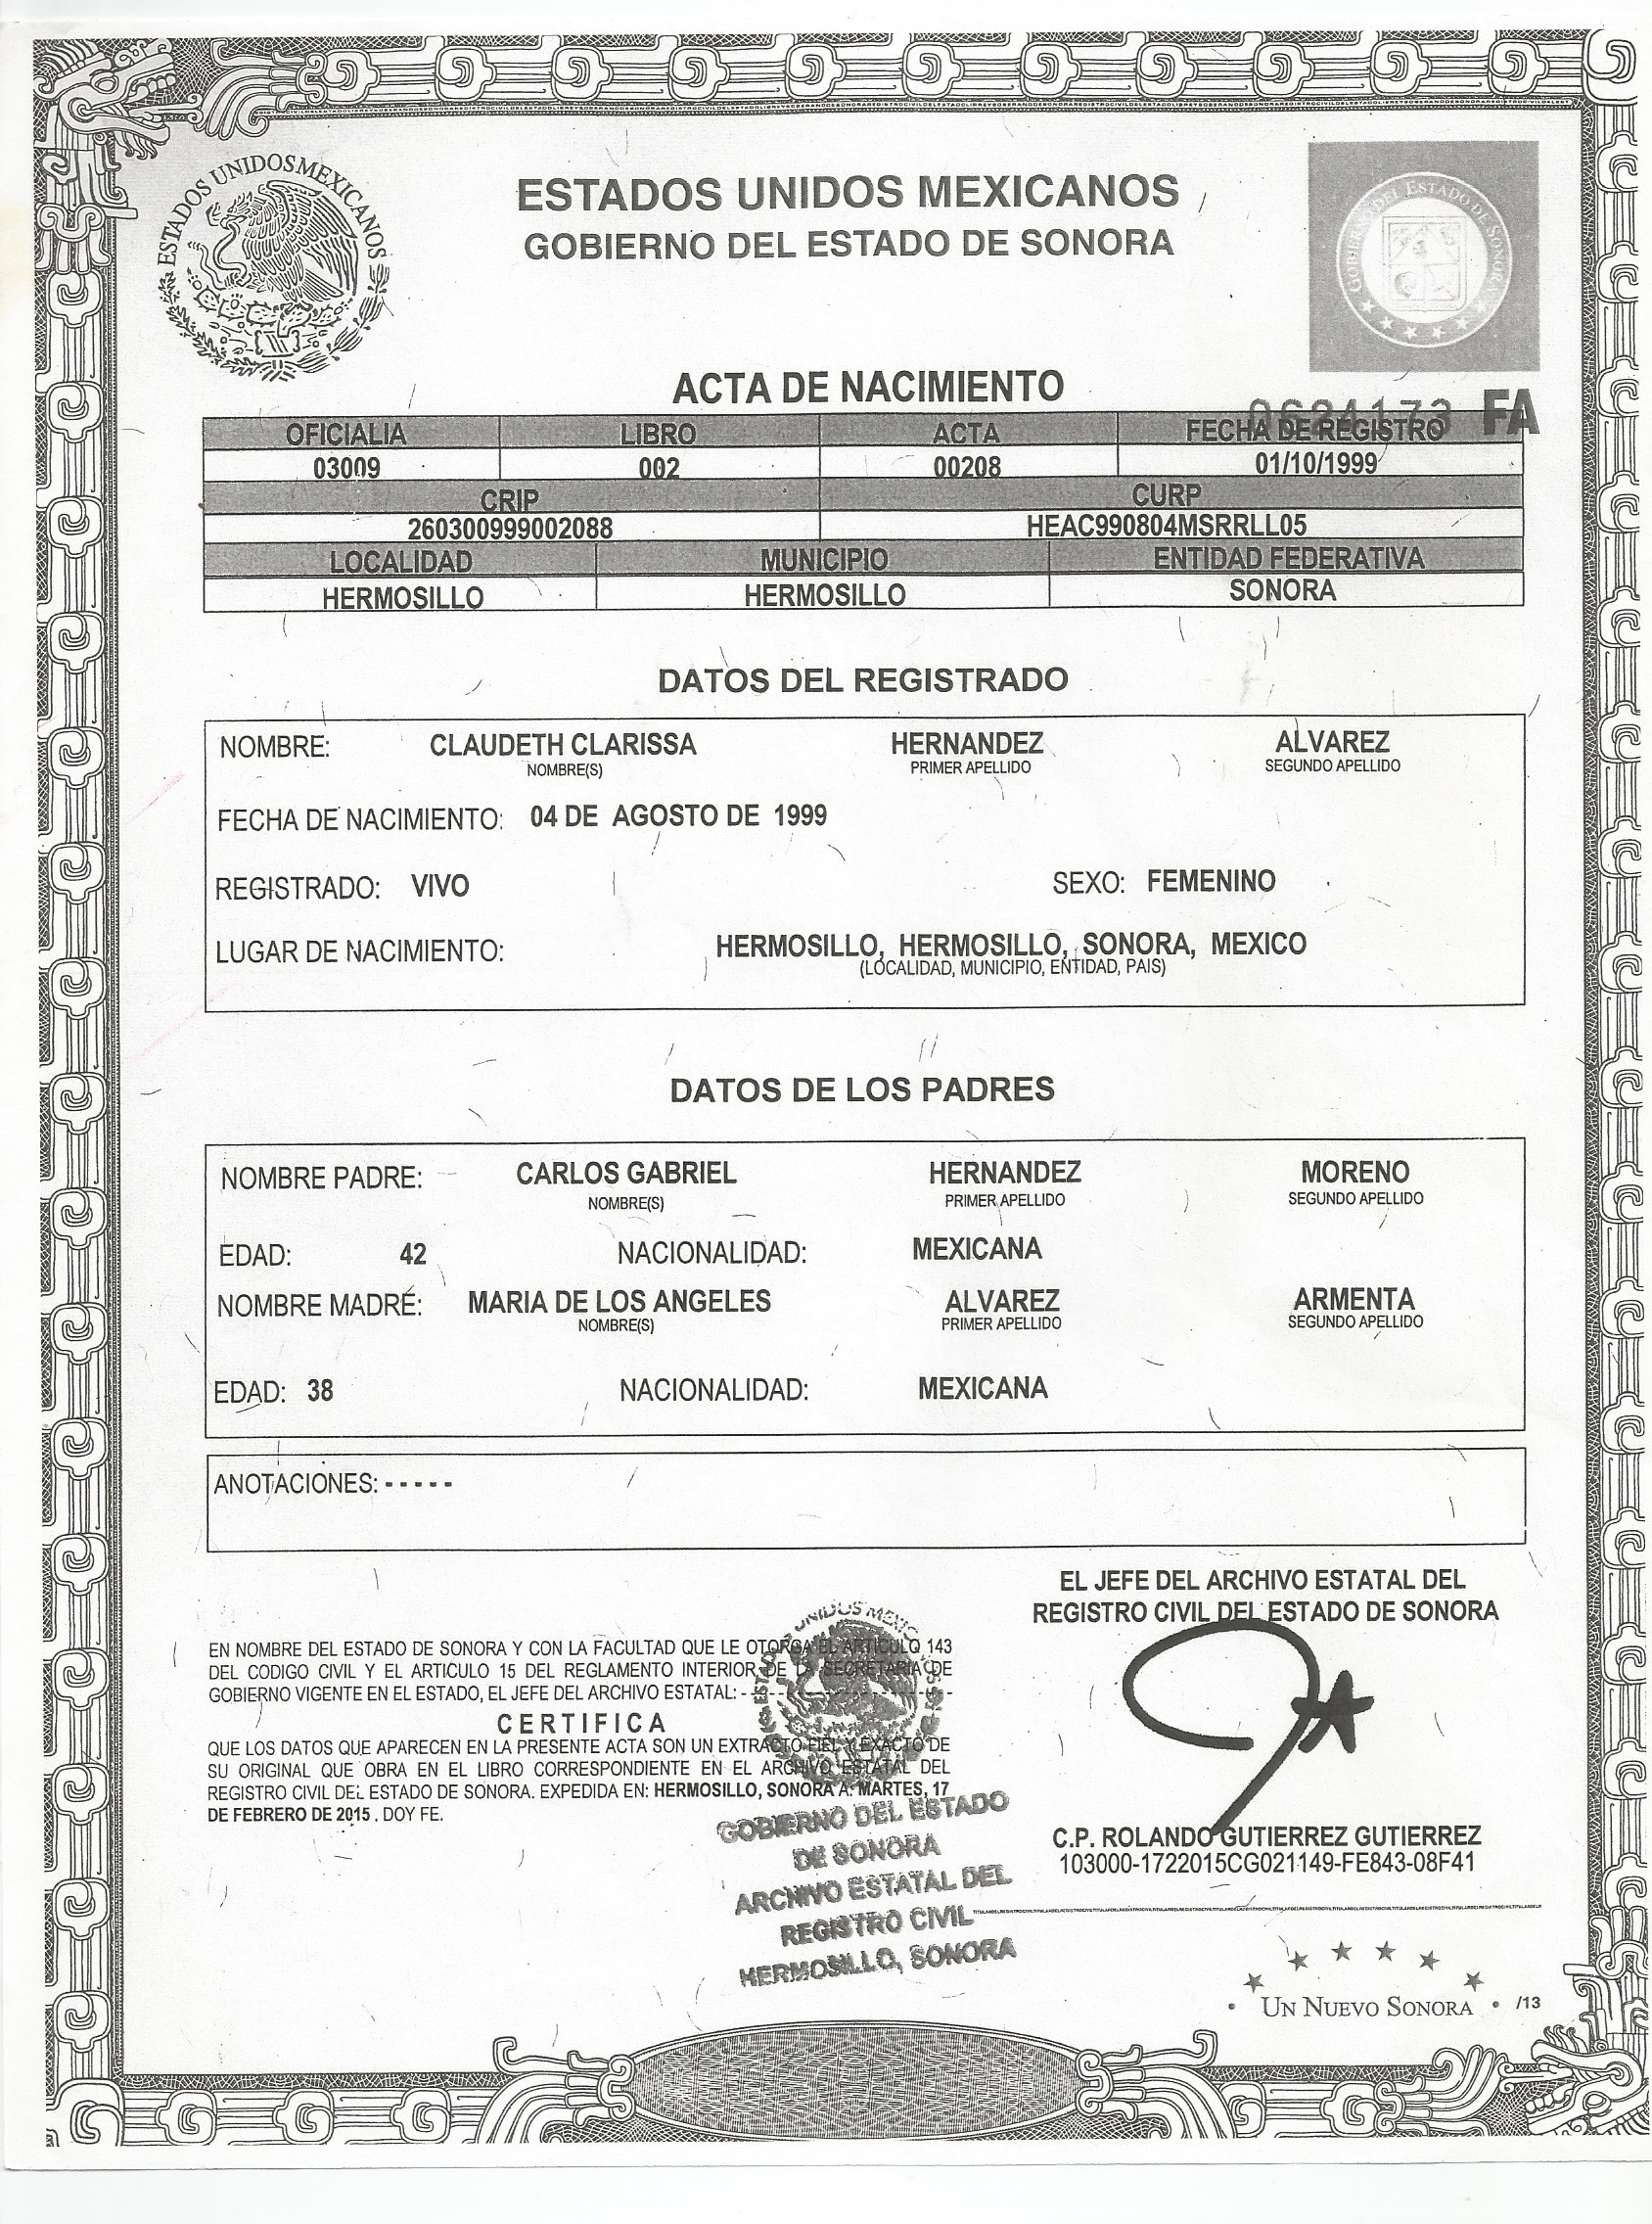 ESTADOS UNIDOS MEXICANOS
ESTADOS UNIDOS MEXICANOS
GOBIERNO DEL ESTADO DE SONORA
GOBIERNO DEL ESTADO DE SONORA
ACTA DE NACIMIENTO
0624173 FA
OFICIALIA LIBRO ACTA FECHA DE REGISTRO
03009 002 00208 01/10/1999
CRIP CURP
260300999002088 HEAC990804MSRRLL05
LOCALIDAD MUNICIPIO ENTIDAD FEDERATIVA
HERMOSILLO HERMOSILLO SONORA
DATOS DEL REGISTRADO
NOMBRE: CLAUDETH CLARISSA HERNANDEZ ALVAREZ
NOMBRE(S) PRIMER APELLIDO SEGUNDO APELLIDO
FECHA DE NACIMIENTO: 04 DE AGOSTO DE 1999
REGISTRADO: VIVO SEXO: FEMENINO
LUGAR DE NACIMIENTO: HERMOSILLO, HERMOSILLO, SONORA, MEXICO
(LOCALIDAD, MUNICIPIO, ENTIDAD, PAIS)
DATOS DE LOS PADRES
NOMBRE PADRE: CARLOS GABRIEL HERNANDEZ MORENO
NOMBRE(S) PRIMER APELLIDO SEGUNDO APELLIDO
EDAD: 42 NACIONALIDAD: MEXICANA
NOMBRE MADRE: MARIA DE LOS ANGELES ALVAREZ ARMENTA
NOMBRE(S) PRIMER APELLIDO SEGUNDO APELLIDO
EDAD: 38 NACIONALIDAD: MEXICANA
ANOTACIONES: - - - - -
EL JEFE DEL ARCHIVO ESTATAL DEL
REGISTRO CIVIL DEL ESTADO DE SONORA
EN NOMBRE DEL ESTADO DE SONORA Y CON LA FACULTAD QUE LE OTORGA EL ARTICULO 143
DEL CODIGO CIVIL Y EL ARTICULO 15 DEL REGLAMENTO INTERIOR DE LA SECRETARIA DE
GOBIERNO VIGENTE EN EL ESTADO, EL JEFE DEL ARCHIVO ESTATAL:
CERTIFICA
QUE LOS DATOS QUE APARECEN EN LA PRESENTE ACTA SON UN EXTRACTO FIEL Y EXACTO DE
SU ORIGINAL QUE OBRA EN EL LIBRO CORRESPONDIENTE EN EL ARCHIVO ESTATAL DEL
REGISTRO CIVIL DEL ESTADO DE SONORA. EXPEDIDA EN: HERMOSILLO, SONORA A: MARTES, 17
DE FEBRERO DE 2015 . DOY FE.
GOBIERNO DEL ESTADO
DE SONORA
ARCHIVO ESTATAL DEL
REGISTRO CIVIL
HERMOSILLO, SONORA
C.P. ROLANDO GUTIERREZ GUTIERREZ
103000-1722015CG021149-FE843-08F41
• UN NUEVO SONORA • /13